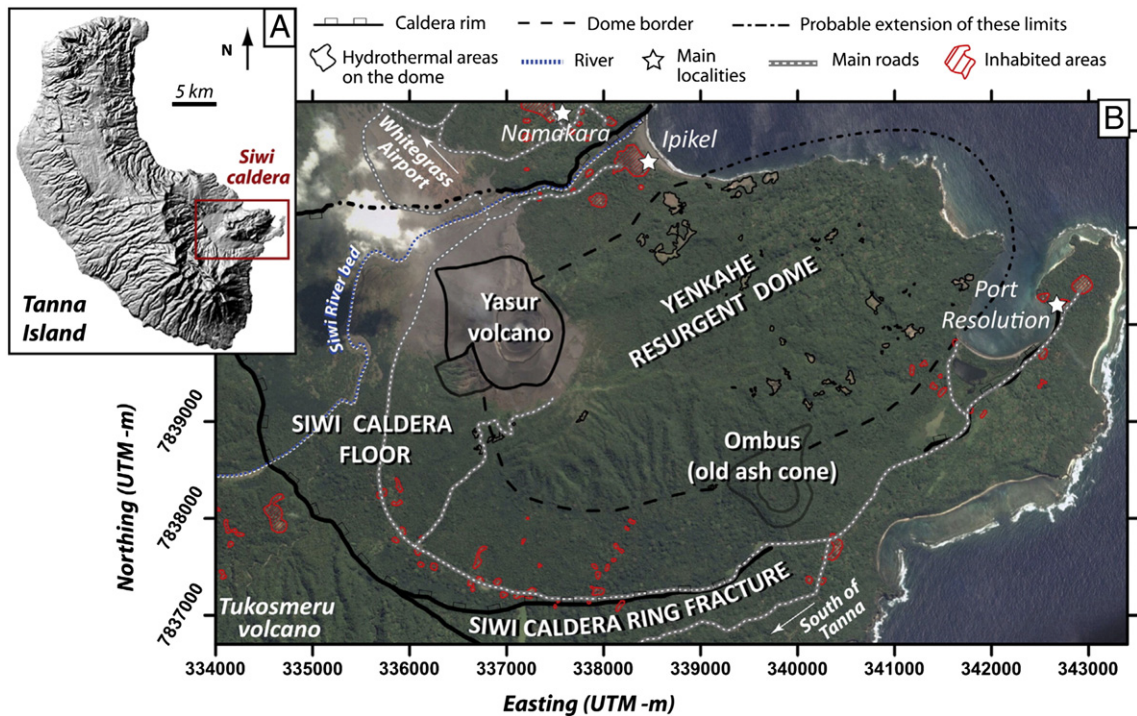 A
N
5 km
Siwi
caldera
Tanna
Island
Caldera rim
Dome border
Probable extension of these limits
Hydrothermal areas
on the dome
River
Main
localities
Main roads
Inhabited areas
B
Namakara
Ipikel
Whitegrass
Airport
Siwi River bed
Yasur
volcano
YENKAHE
RESURGENT DOME
Port
Resolution
SIWI CALDERA
FLOOR
Ombus
(old ash cone)
SIWI CALDERA RING FRACTURE
South of
Tanna
Tukosmeru
volcano
7839000
7838000
7837000
Northing (UTM -m)
334000
335000
336000
337000
338000
339000
340000
341000
342000
343000
Easting (UTM -m)